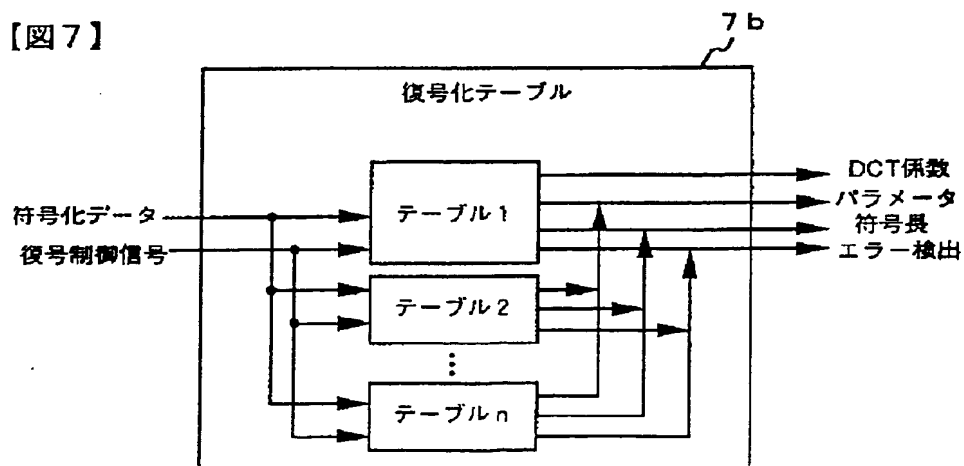 【図7】
7b
復号化テーブル
符号化データ
復号制御信号
テーブル1
テーブル2
⋮
テーブルn
DCT係数
パラメータ
符号長
エラー検出